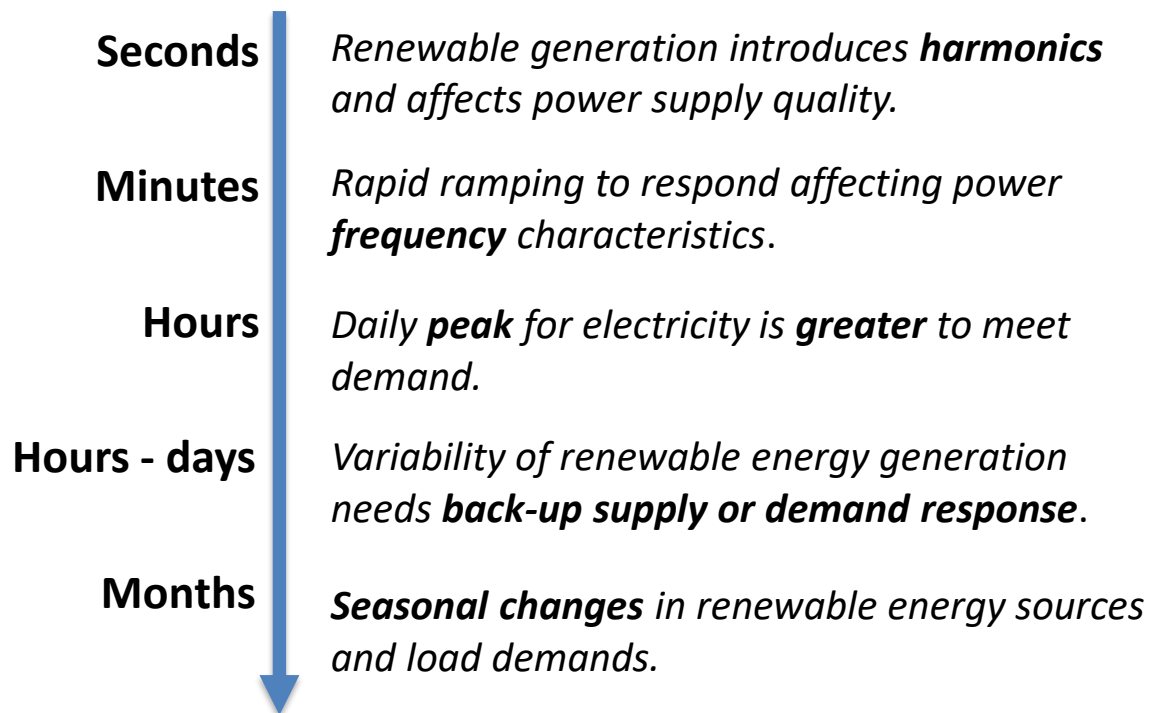 Seconds
Renewable generation introduces harmonics
and affects power supply quality.
Minutes
Rapid ramping to respond affecting power
frequency characteristics.
Hours
Daily peak for electricity is greater to meet
demand.
Hours - days
Variability of renewable energy generation
needs back-up supply or demand response.
Months
Seasonal changes in renewable energy sources
and load demands.